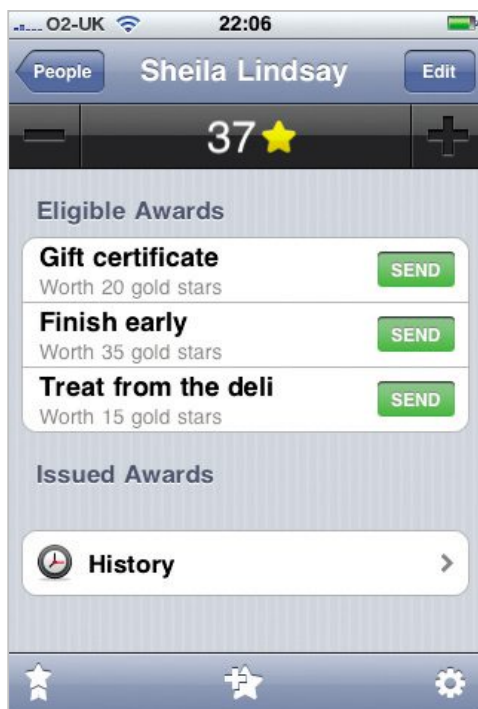 O2-UK 22:06
People Sheila Lindsay Edit
37
Eligible Awards
Gift certificate
Worth 20 gold stars
SEND
Finish early
Worth 35 gold stars
SEND
Treat from the deli
Worth 15 gold stars
SEND
Issued Awards
History